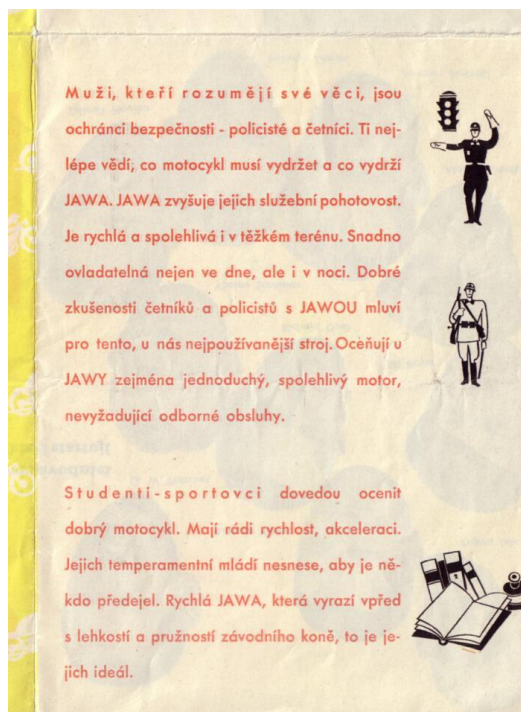 Muži, kteří rozumějí své věci, jsou
ochránci bezpečnosti - policisté a četníci. Ti nej-
lépe vědí, co motocykl musí vydržet a co vydrží
JAWA. JAWA zvyšuje jejich služební pohotovost.
Je rychlá a spolehlivá i v těžkém terénu. Snadno
ovladatelná nejen ve dne, ale i v noci. Dobré
zkušenosti četníků a policistů s JAWOU mluví
pro tento, u nás nejpoužívanější stroj. Oceňují u
JAWY zejména jednoduchý, spolehlivý motor,
nevyžadující odborné obsluhy.
Studenti-sportovci dovedou ocenit
dobrý motocykl. Mají rádi rychlost, akceleraci.
Jejich temperamentní mládí nesnese, aby je ně-
kdo předejel. Rychlá JAWA, která vyrazí vpřed
s lehkostí a pružností závodního koně, to je je-
jich ideál.